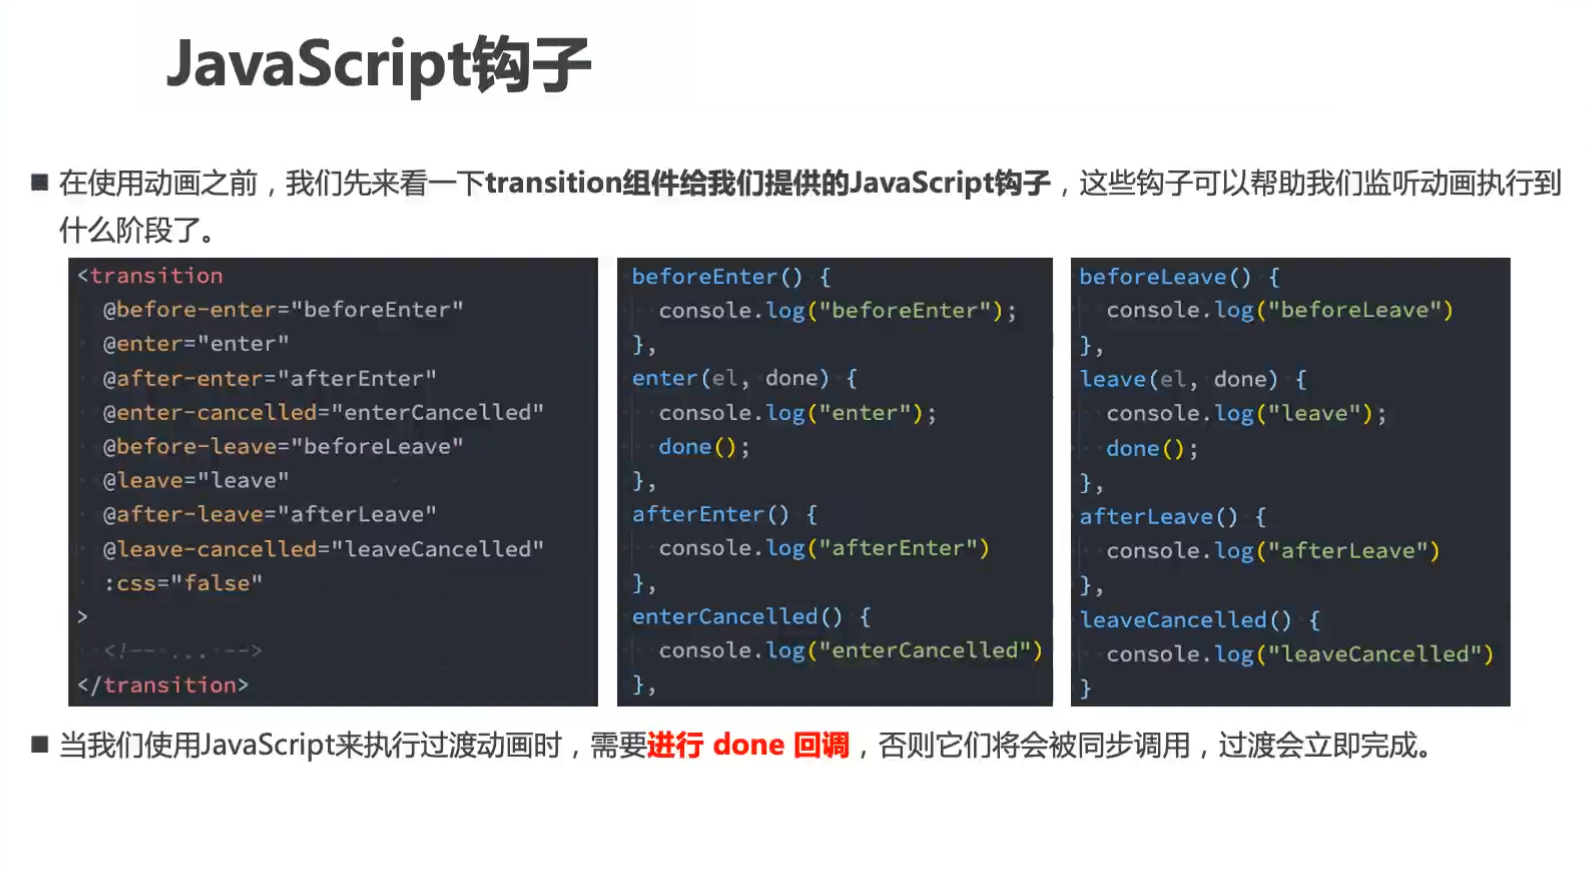 JavaScript钩子
■ 在使用动画之前，我们先来看一下transition组件给我们提供的JavaScript钩子，这些钩子可以帮助我们监听动画执行到
什么阶段了。
<transition
@before-enter="beforeEnter"
@enter="enter"
@after-enter="afterEnter"
@enter-cancelled="enterCancelled"
@before-leave="beforeLeave"
@leave="leave"
@after-leave="afterLeave"
@leave-cancelled="leaveCancelled"
:css="false"
>
<!-- ... -->
</transition>
beforeEnter() {
console.log("beforeEnter");
},
enter(el, done) {
console.log("enter");
done();
},
afterEnter() {
console.log("afterEnter")
},
enterCancelled() {
console.log("enterCancelled")
},
beforeLeave() {
console.log("beforeLeave")
},
leave(el, done) {
console.log("leave");
done();
},
afterLeave() {
console.log("afterLeave")
},
leaveCancelled() {
console.log("leaveCancelled")
}
■ 当我们使用JavaScript来执行过渡动画时，需要进行 done 回调，否则它们将会被同步调用，过渡会立即完成。